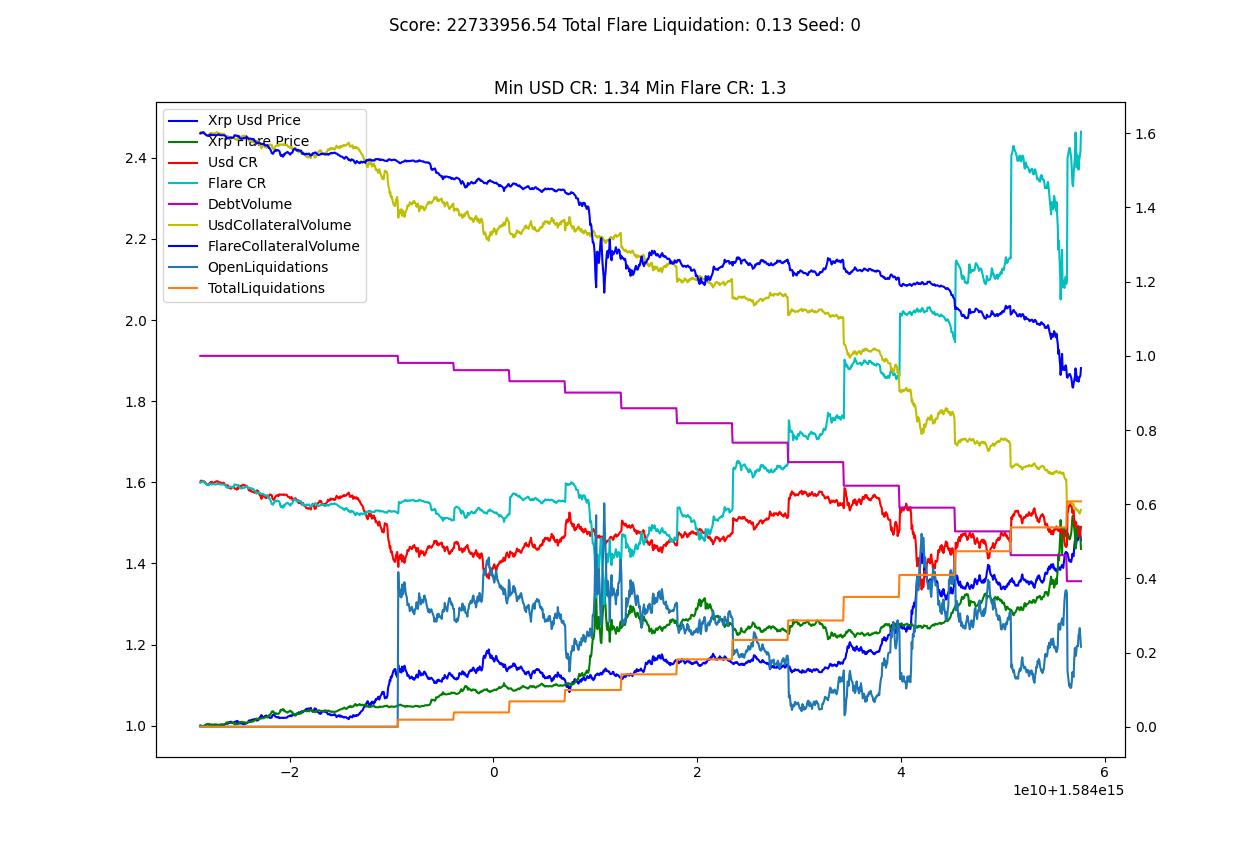 Score: 22733956.54 Total Flare Liquidation: 0.13 Seed: 0
Min USD CR: 1.34 Min Flare CR: 1.3
Xrp Usd Price
Xrp Flare Price
Usd CR
Flare CR
DebtVolume
UsdCollateralVolume
FlareCollateralVolume
OpenLiquidations
TotalLiquidations
2.4
2.2
2.0
1.8
1.6
1.4
1.2
1.0
1.6
1.4
1.2
1.0
0.8
0.6
0.4
0.2
0.0
−2 0 2 4 6
1e10+1.584e15